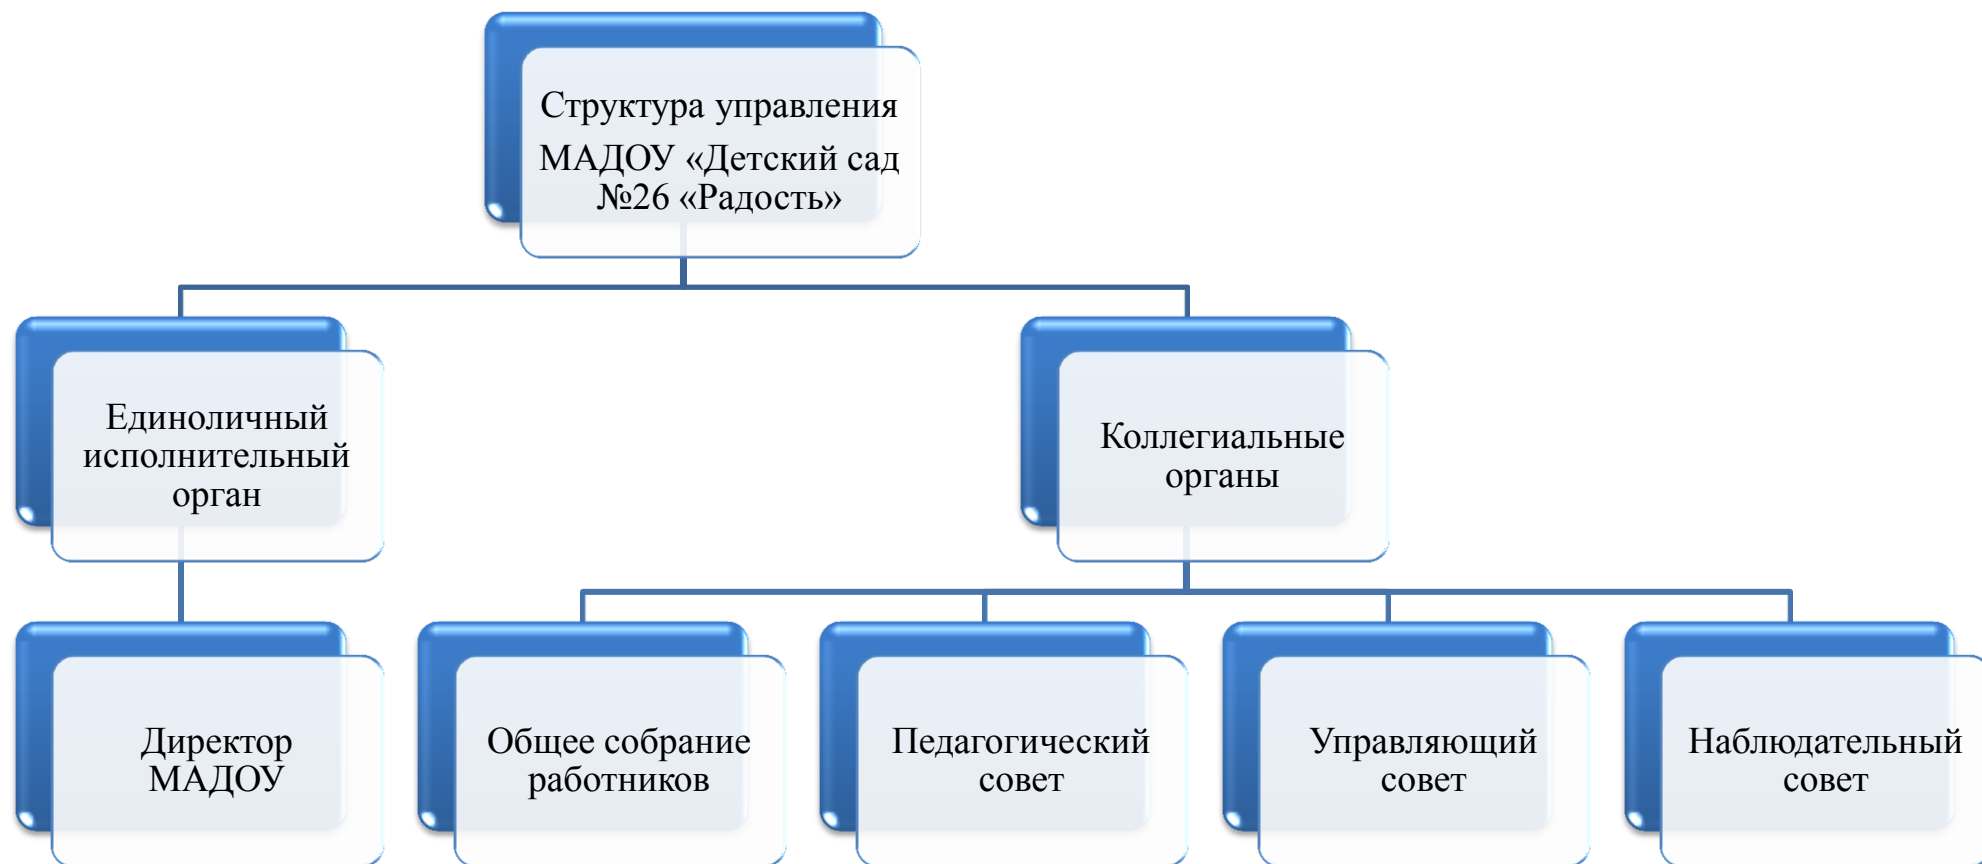 Структура управления
МАДОУ «Детский сад
№26 «Радость»
Единоличный
исполнительный
орган
Коллегиальные
органы
Директор
МАДОУ
Общее собрание
работников
Педагогический
совет
Управляющий
совет
Наблюдательный
совет